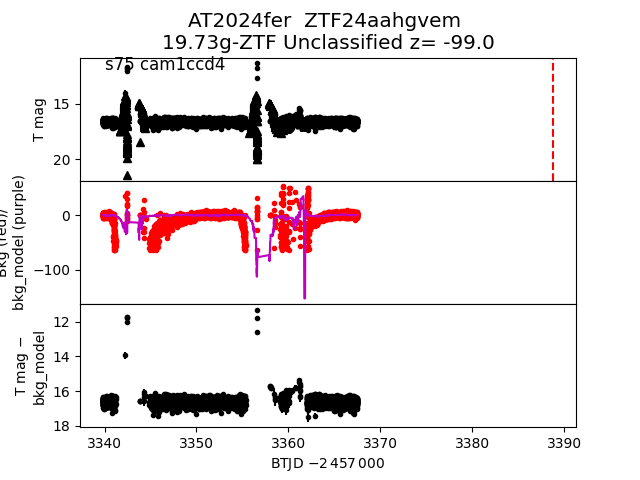 AT2024fer  ZTF24aahgvem
19.73g-ZTF Unclassified z= -99.0
s75 cam1ccd4
T mag
15
20
Bkg (red)/
bkg_model (purple)
0
−100
T mag −
bkg_model
12
14
16
18
3340 3350 3360 3370 3380 3390
BTJD −2 457 000